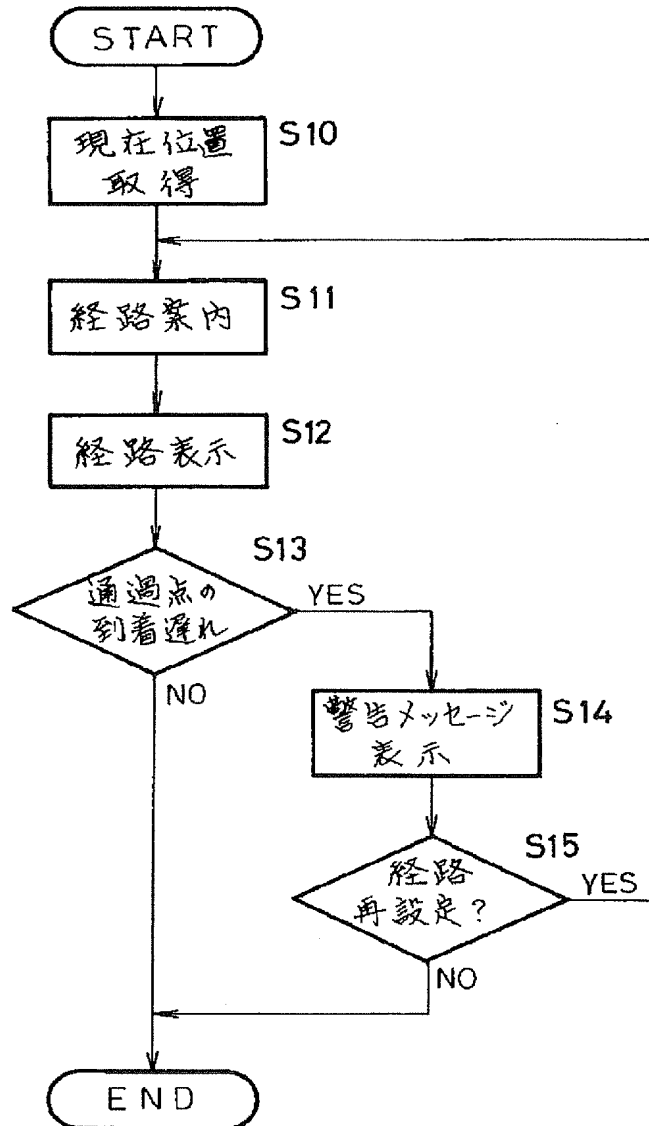 START
現在位置
取得
S10
経路案内
S11
経路表示
S12
S13
通過点の
到着遅れ
YES
NO
警告メッセージ
表示
S14
S15
経路
再設定?
YES
NO
END